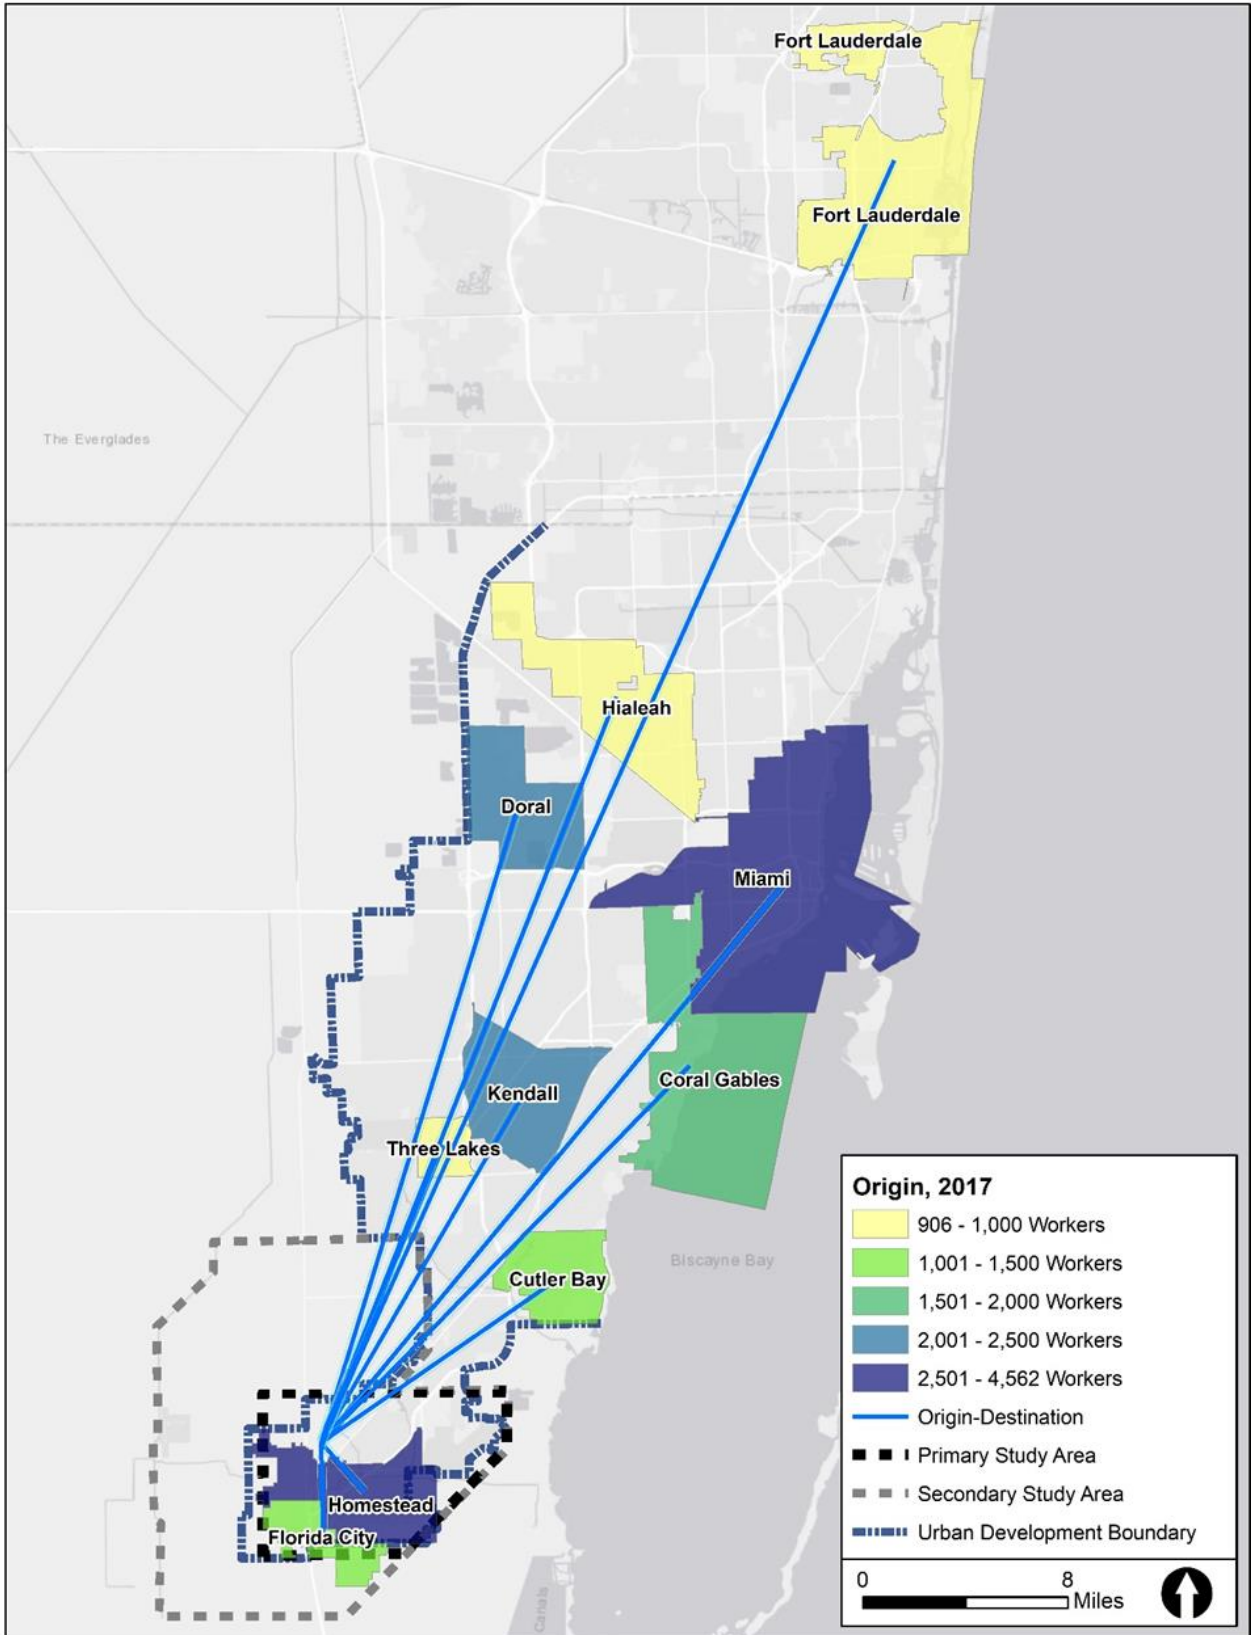 Fort Lauderdale
Fort Lauderdale
The Everglades
Hialeah
Doral
Miami
Coral Gables
Kendall
Three Lakes
Biscayne Bay
Cutler Bay
Homestead
Florida City
Canals
Origin, 2017
906 - 1,000 Workers
1,001 - 1,500 Workers
1,501 - 2,000 Workers
2,001 - 2,500 Workers
2,501 - 4,562 Workers
Origin-Destination
Primary Study Area
Secondary Study Area
Urban Development Boundary
0 8
Miles